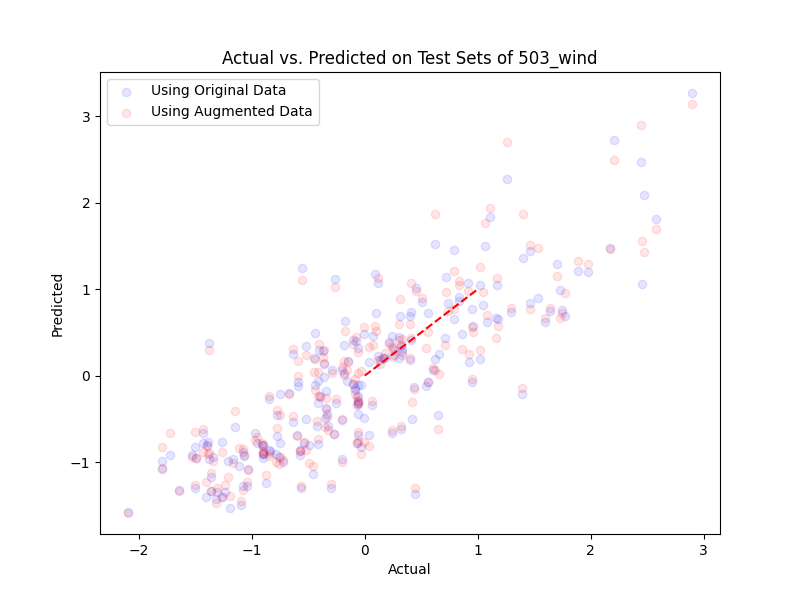 Actual vs. Predicted on Test Sets of 503_wind
Using Original Data
Using Augmented Data
3
2
1
0
−1
Predicted
−2 −1 0 1 2 3
Actual